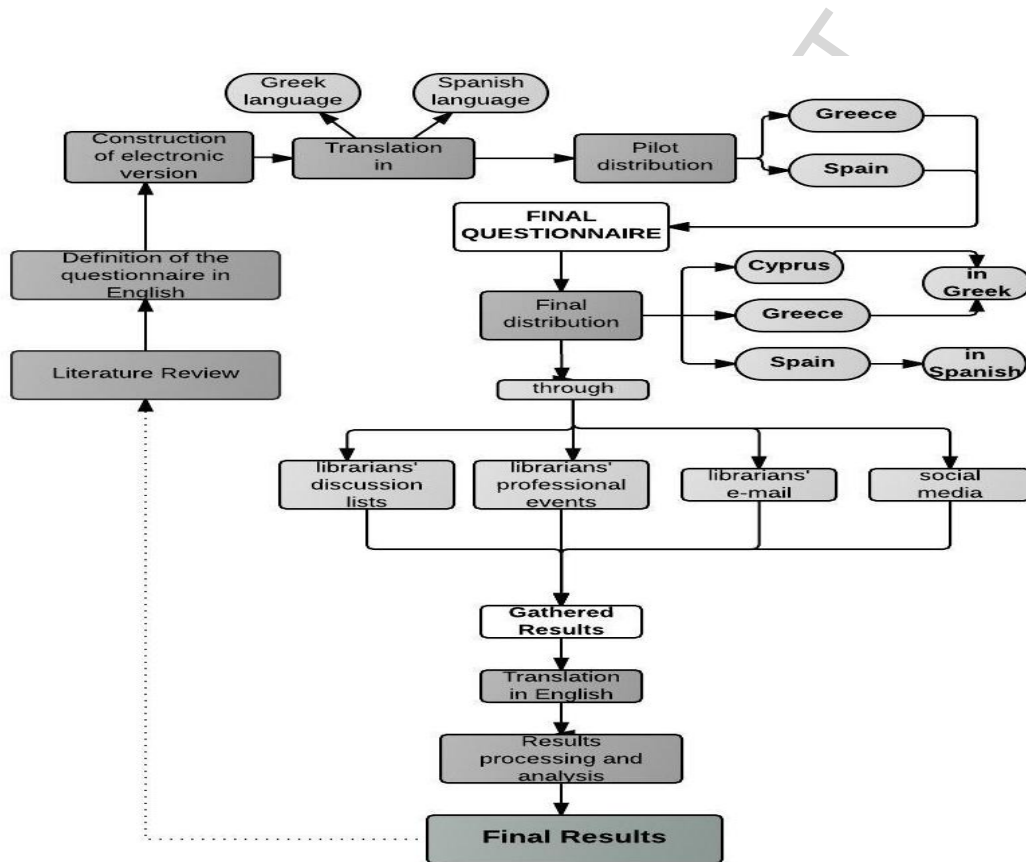 T
Greek
language
Spanish
language
Construction
of electronic
version
Translation
in
Pilot
distribution
Greece
Spain
FINAL
QUESTIONNAIRE
Definition of the
questionnaire in
English
Cyprus
in
Greek
Final
distribution
Greece
Literature Review
Spain
in
Spanish
through
librarians'
discussion
lists
librarians'
professional
events
librarians'
e-mail
social
media
Gathered
Results
Translation
in English
Results
processing and
analysis
Final Results